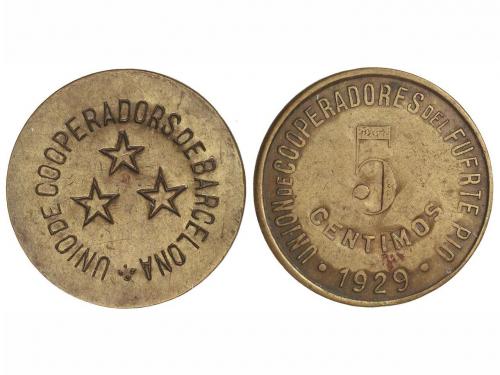 UNIO DE COOPERADORS DE BARCELONA
UNION DE COOPERADORES DEL FUERTE PIO
5
CENTIMOS
1929